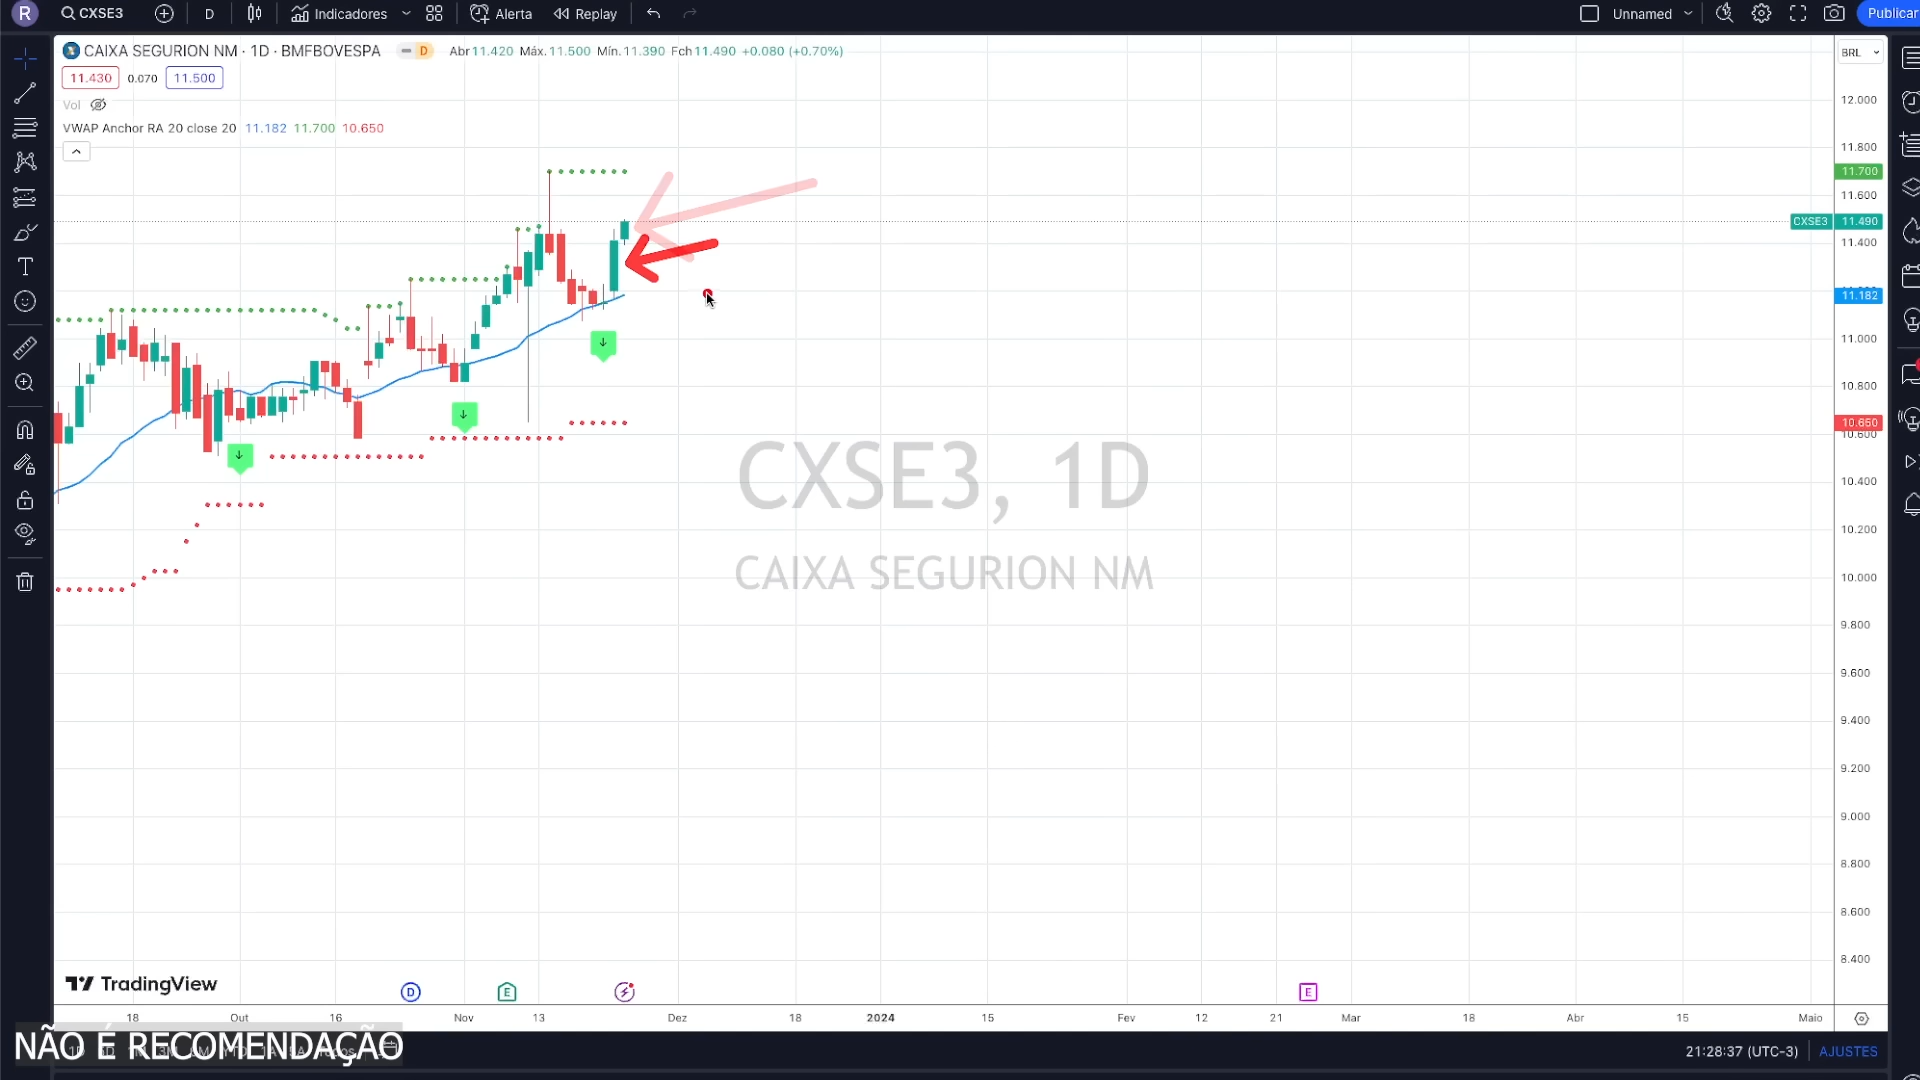 R CXSE3 D Indicadores Alerta Replay Unnamed Publicar
CAIXA SEGURION NM · 1D · BMFBOVESPA D Abr11.420 Máx.11.500 Mín.11.390 Fch11.490 +0.080 (+0.70%)
BRL
11.430 0.070 11.500
Vol
VWAP Anchor RA 20 close 20 11.182 11.700 10.650
12.000
11.800
11.700
11.600
CXSE3 11.490
11.400
11.182
11.000
10.800
10.650
10.600
10.400
10.200
10.000
9.800
9.600
9.400
9.200
9.000
8.800
8.600
8.400
CXSE3, 1D
CAIXA SEGURION NM
TradingView
D E E
18 Out 16 Nov 13 Dez 18 2024 15 Fev 12 21 Mar 18 Abr 15 Maio
NÃO É RECOMENDAÇÃO
21:28:37 (UTC-3) AJUSTES